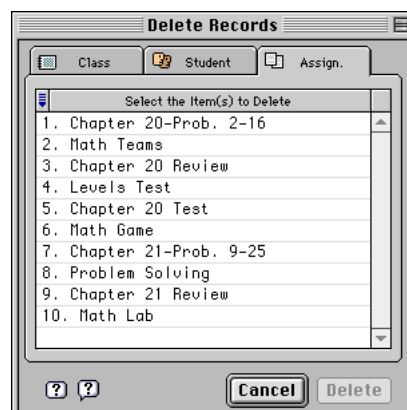 Delete Records
Class Student Assign.
Select the Item(s) to Delete
1. Chapter 20-Prob. 2-16
2. Math Teams
3. Chapter 20 Review
4. Levels Test
5. Chapter 20 Test
6. Math Game
7. Chapter 21-Prob. 9-25
8. Problem Solving
9. Chapter 21 Review
10. Math Lab
? ? Cancel Delete